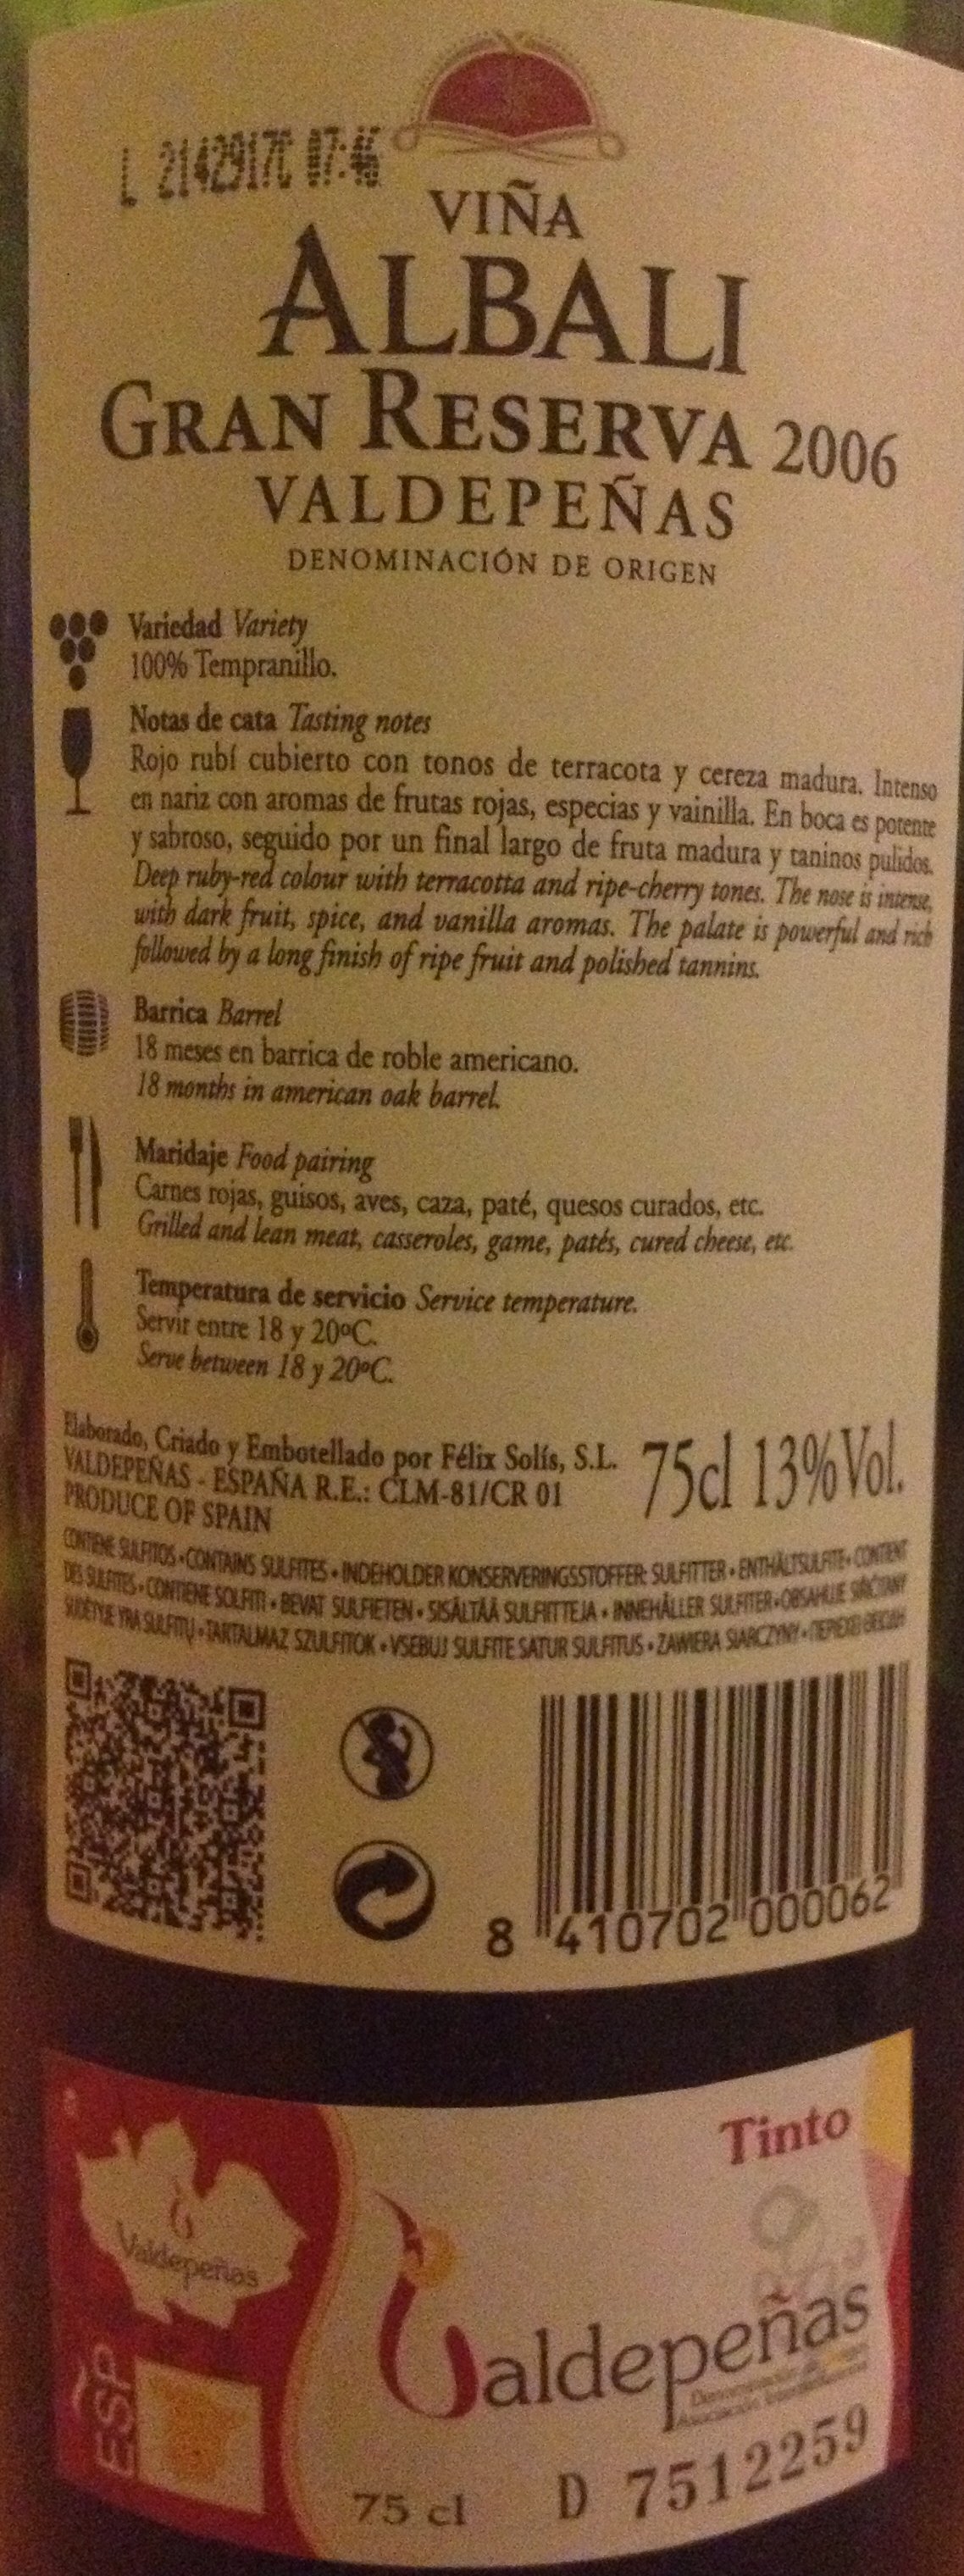 L 2142917C 07:46
VIÑA
ALBALI
GRAN RESERVA 2006
VALDEPEÑAS
DENOMINACIÓN DE ORIGEN
Variedad Variety
100% Tempranillo.
Notas de cata Tasting notes
Rojo rubí cubierto con tonos de terracota y cereza madura. Intenso
en nariz con aromas de frutas rojas, especias y vainilla. En boca es potente
y sabroso, seguido por un final largo de fruta madura y taninos pulidos.
Deep ruby-red colour with terracotta and ripe-cherry tones. The nose is intense,
with dark fruit, spice, and vanilla aromas. The palate is powerful and rich
followed by a long finish of ripe fruit and polished tannins.
Barrica Barrel
18 meses en barrica de roble americano.
18 months in american oak barrel.
Maridaje Food pairing
Carnes rojas, guisos, aves, caza, paté, quesos curados, etc.
Grilled and lean meat, casseroles, game, patés, cured cheese, etc.
Temperatura de servicio Service temperature.
Servir entre 18 y 20ºC.
Serve between 18 y 20ºC.
Elaborado, Criado y Embotellado por Félix Solís, S.L.
VALDEPEÑAS - ESPAÑA R.E.: CLM-81/CR 01
PRODUCE OF SPAIN
75cl 13%Vol.
CONTIENE SULFITOS • CONTAINS SULFITES • INDEHOLDER KONSERVERINGSSTOFFER: SULFITTER • ENTHÄLT SULFITE • CONTIENT
DES SULFITES • CONTIENE SOLFITI • BEVAT SULFIETEN • SISÄLTÄÄ SULFIITTEJA • INNEHÅLLER SULFITER • OBSAHUJE SIŘIČITANY
SUDĖTYJE YRA SULFITŲ • TARTALMAZ SZULFITOK • VSEBUJ SULFITE SATUR SULFITUS • ZAWIERA SIARCZYNY
8 410702 000062
Tinto
Valdepeñas
Valdepeñas
Denominación de Origen
ESP
75 cl
D 7512259